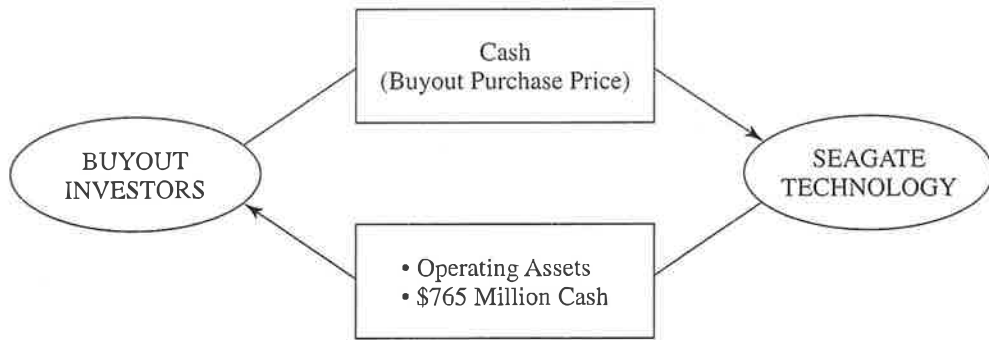 Cash
(Buyout Purchase Price)
BUYOUT
INVESTORS
SEAGATE
TECHNOLOGY
• Operating Assets
• $765 Million Cash